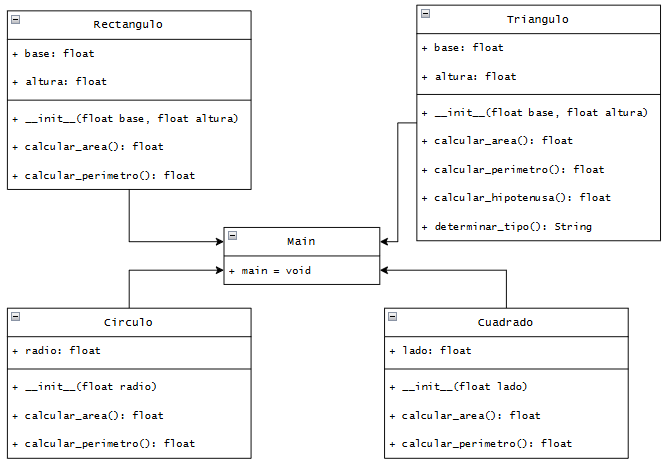 Rectangulo
+ base: float
+ altura: float
+ __init__(float base, float altura)
+ calcular_area(): float
+ calcular_perimetro(): float
Triangulo
+ base: float
+ altura: float
+ __init__(float base, float altura)
+ calcular_area(): float
+ calcular_perimetro(): float
+ calcular_hipotenusa(): float
+ determinar_tipo(): String
Main
+ main = void
Circulo
+ radio: float
+ __init__(float radio)
+ calcular_area(): float
+ calcular_perimetro(): float
Cuadrado
+ lado: float
+ __init__(float lado)
+ calcular_area(): float
+ calcular_perimetro(): float